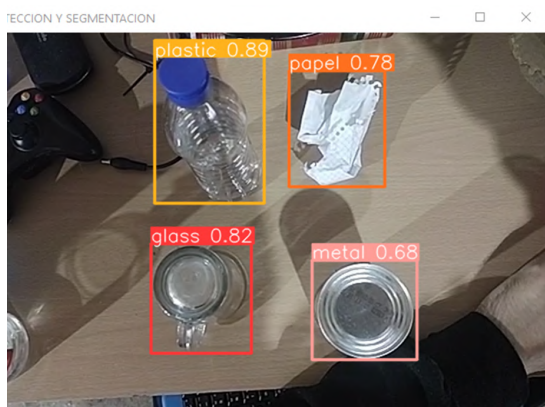 TECCION Y SEGMENTACION
plastic 0.89
papel 0.78
glass 0.82
metal 0.68